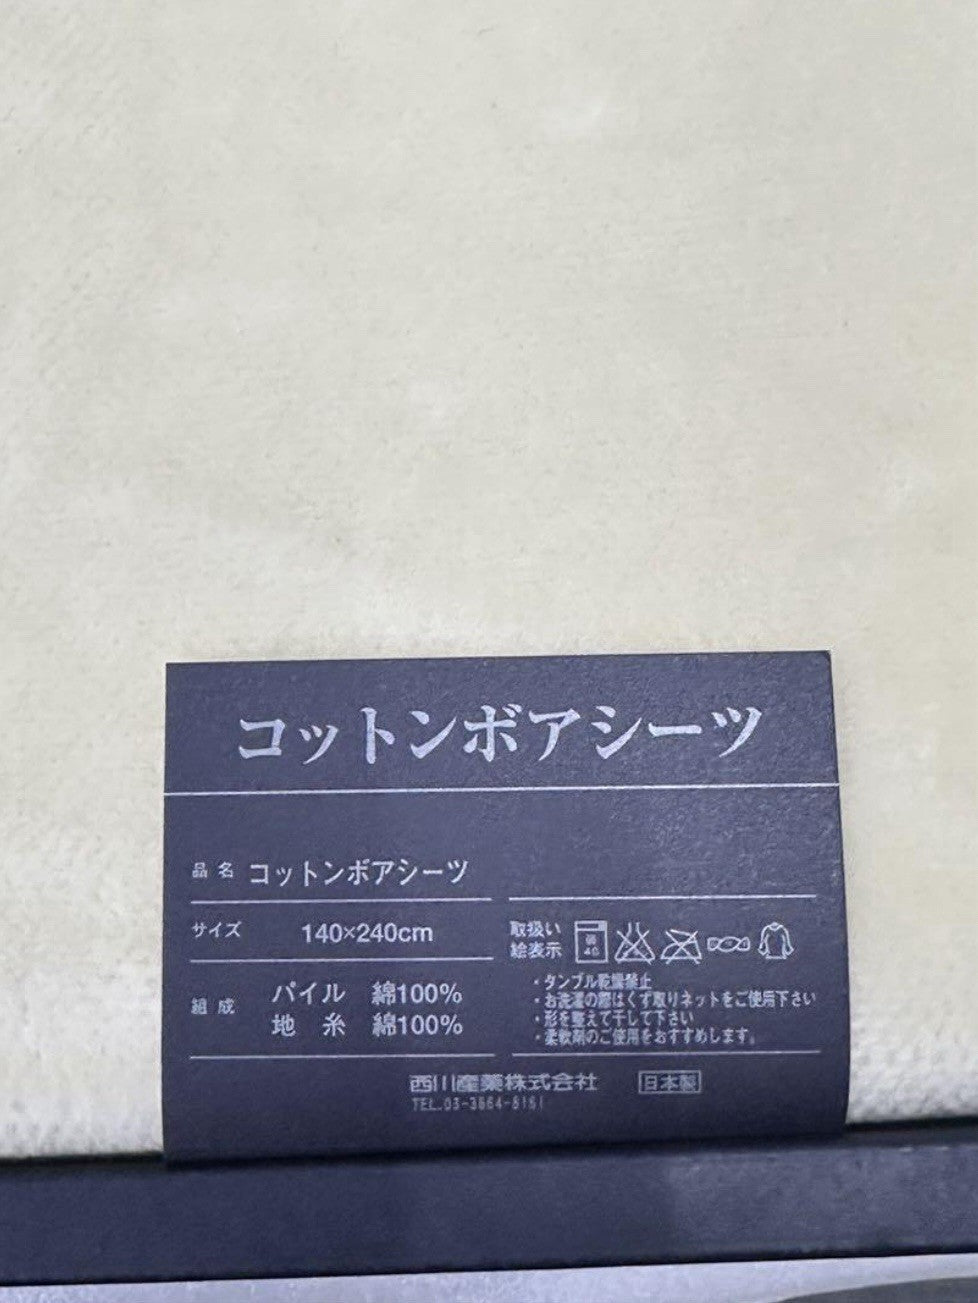 コットンボアシーツ
品名 コットンボアシーツ
サイズ 140×240cm
組成 パイル 綿100%
地糸 綿100%
取扱い
絵表示
・タンブル乾燥禁止
・お洗濯の際はくず取りネットをご使用下さい
・形を整えて干して下さい
・柔軟剤のご使用をおすすめします。
西川産業株式会社 日本製
TEL.03-3664-8161